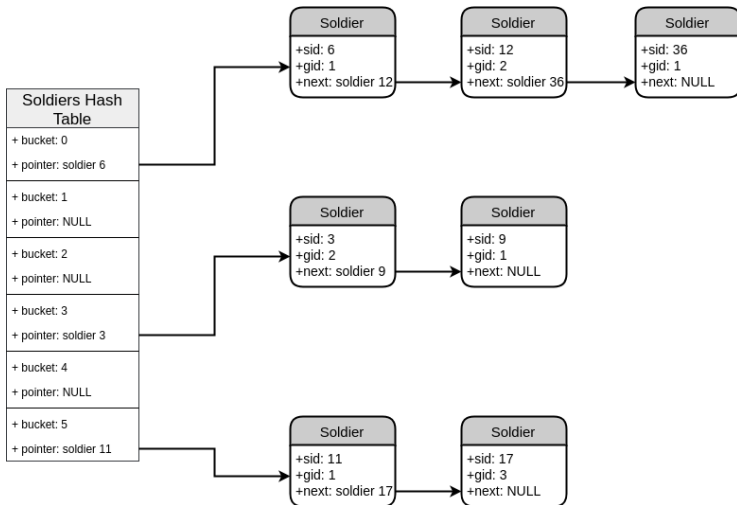 Soldiers Hash
Table
+ bucket: 0
+ pointer: soldier 6
+ bucket: 1
+ pointer: NULL
+ bucket: 2
+ pointer: NULL
+ bucket: 3
+ pointer: soldier 3
+ bucket: 4
+ pointer: NULL
+ bucket: 5
+ pointer: soldier 11
Soldier
+sid: 6
+gid: 1
+next: soldier 12
Soldier
+sid: 12
+gid: 2
+next: soldier 36
Soldier
+sid: 36
+gid: 1
+next: NULL
Soldier
+sid: 3
+gid: 2
+next: soldier 9
Soldier
+sid: 9
+gid: 1
+next: NULL
Soldier
+sid: 11
+gid: 1
+next: soldier 17
Soldier
+sid: 17
+gid: 3
+next: NULL